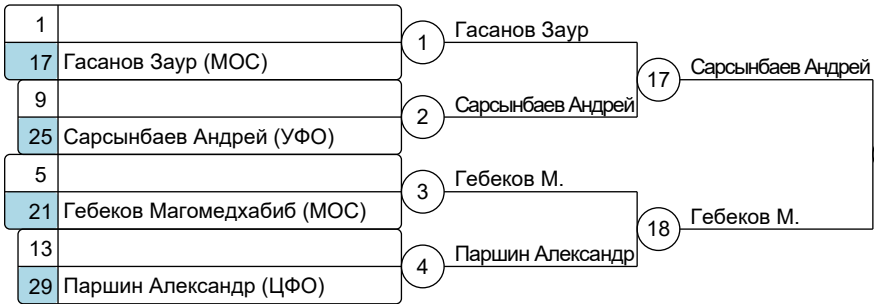 1
17 Гасанов Заур (МОС)
9
25 Сарсынбаев Андрей (УФО)
5
21 Гебеков Магомедхабиб (МОС)
13
29 Паршин Александр (ЦФО)
1 Гасанов Заур
2 Сарсынбаев Андрей
3 Гебеков М.
4 Паршин Александр
17 Сарсынбаев Андрей
18 Гебеков М.